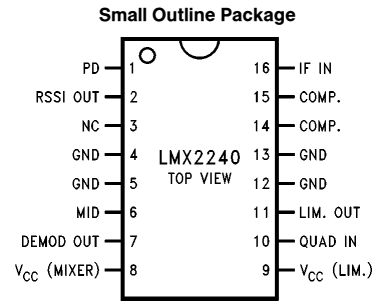 Small Outline Package
PD 1 16 IF IN
RSSI OUT 2 15 COMP.
NC 3 14 COMP.
GND 4 LMX2240 13 GND
GND 5 TOP VIEW 12 GND
MID 6 11 LIM. OUT
DEMOD OUT 7 10 QUAD IN
VCC (MIXER) 8 9 VCC (LIM.)